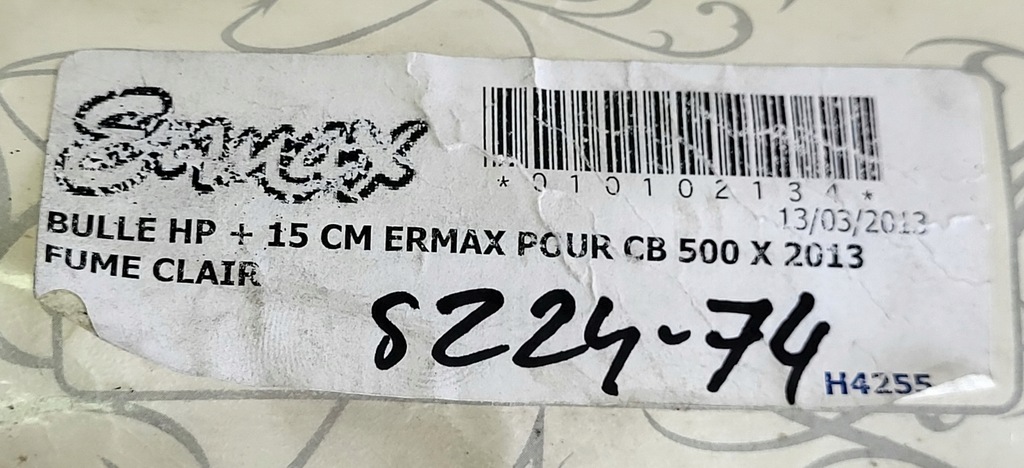 Ermax
*010102134*
13/03/2013
BULLE HP + 15 CM ERMAX POUR CB 500 X 2013
FUME CLAIR
8224-74
H4255